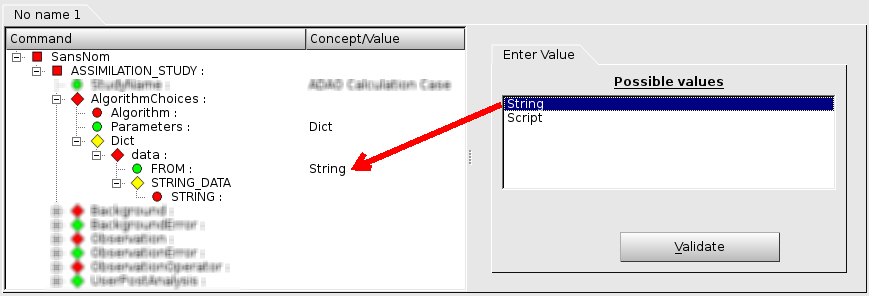 No name 1
Command Concept/Value
SansNom
ASSIMILATION_STUDY :
StudyName : ADAO Calculation Case
AlgorithmChoices :
Algorithm :
Parameters : Dict
Dict
data :
FROM : String
STRING_DATA
STRING :
Background :
BackgroundError :
Observation :
ObservationError :
ObservationOperator :
UserPostAnalysis :
Enter Value
Possible values
String
Script
Validate